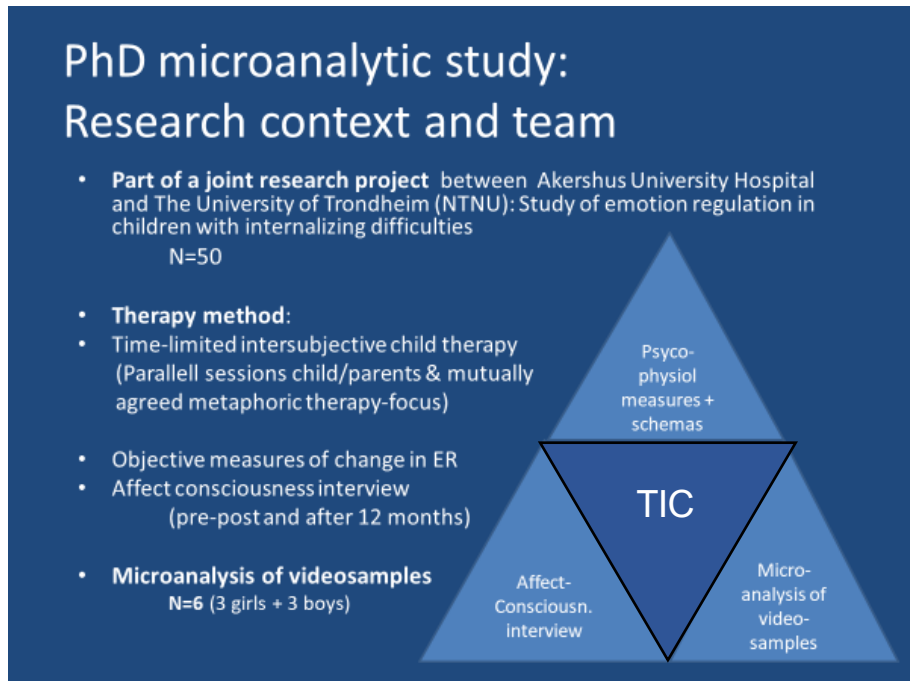 PhD microanalytic study:
Research context and team
• Part of a joint research project between Akershus University Hospital
and The University of Trondheim (NTNU): Study of emotion regulation in
children with internalizing difficulties
N=50
• Therapy method:
• Time-limited intersubjective child therapy
(Parallell sessions child/parents & mutually
agreed metaphoric therapy-focus)
• Objective measures of change in ER
• Affect consciousness interview
(pre-post and after 12 months)
• Microanalysis of videosamples
N=6 (3 girls + 3 boys)
Psyco-
physiol
measures +
schemas
TIC
Affect-
Consciousn.
interview
Micro-
analysis of
video-
samples